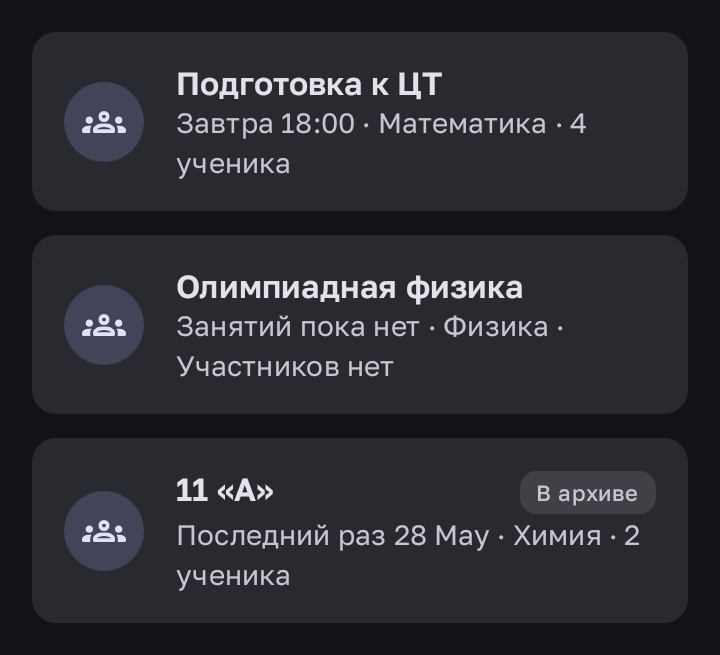 Подготовка к ЦТ
Завтра 18:00 · Математика · 4
ученика
Олимпиадная физика
Занятий пока нет · Физика ·
Участников нет
11 «А»
В архиве
Последний раз 28 May · Химия · 2
ученика